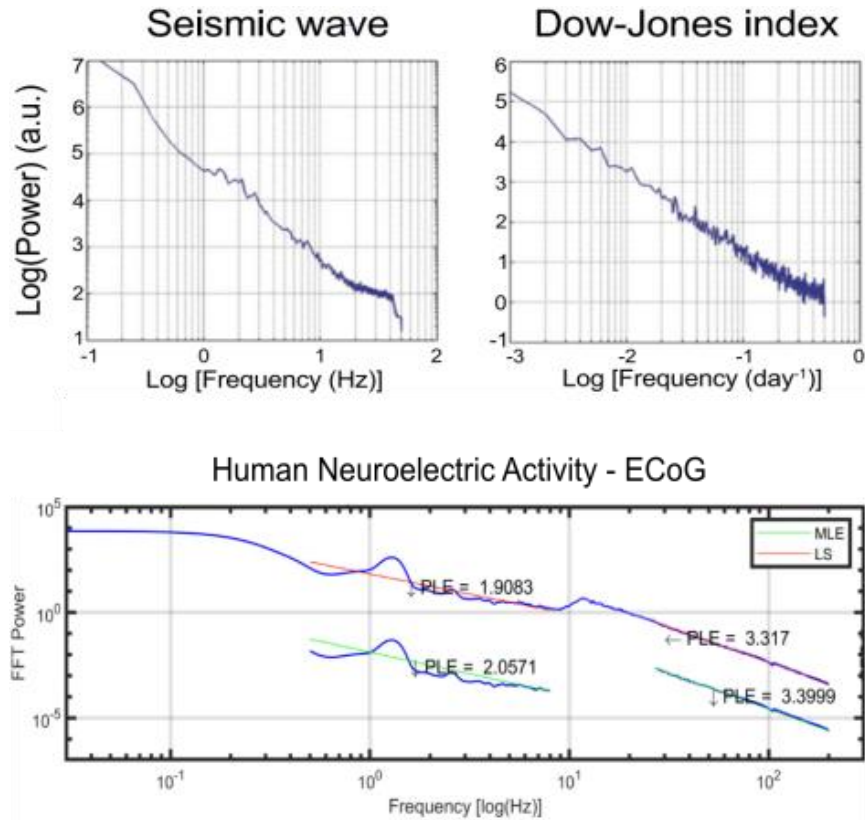 Seismic wave
Dow-Jones index
Log(Power) (a.u.)
7
6
5
4
3
2
1
-1
0
1
2
Log [Frequency (Hz)]
6
5
4
3
2
1
0
-1
-3
-2
-1
0
Log [Frequency (day⁻¹)]
Human Neuroelectric Activity - ECoG
FFT Power
10⁵
10⁰
10⁻⁵
MLE
LS
↓ PLE = 1.9083
← PLE = 3.317
↓ PLE = 2.0571
↓ PLE = 3.3999
10⁻¹
10⁰
10¹
10²
Frequency [log(Hz)]